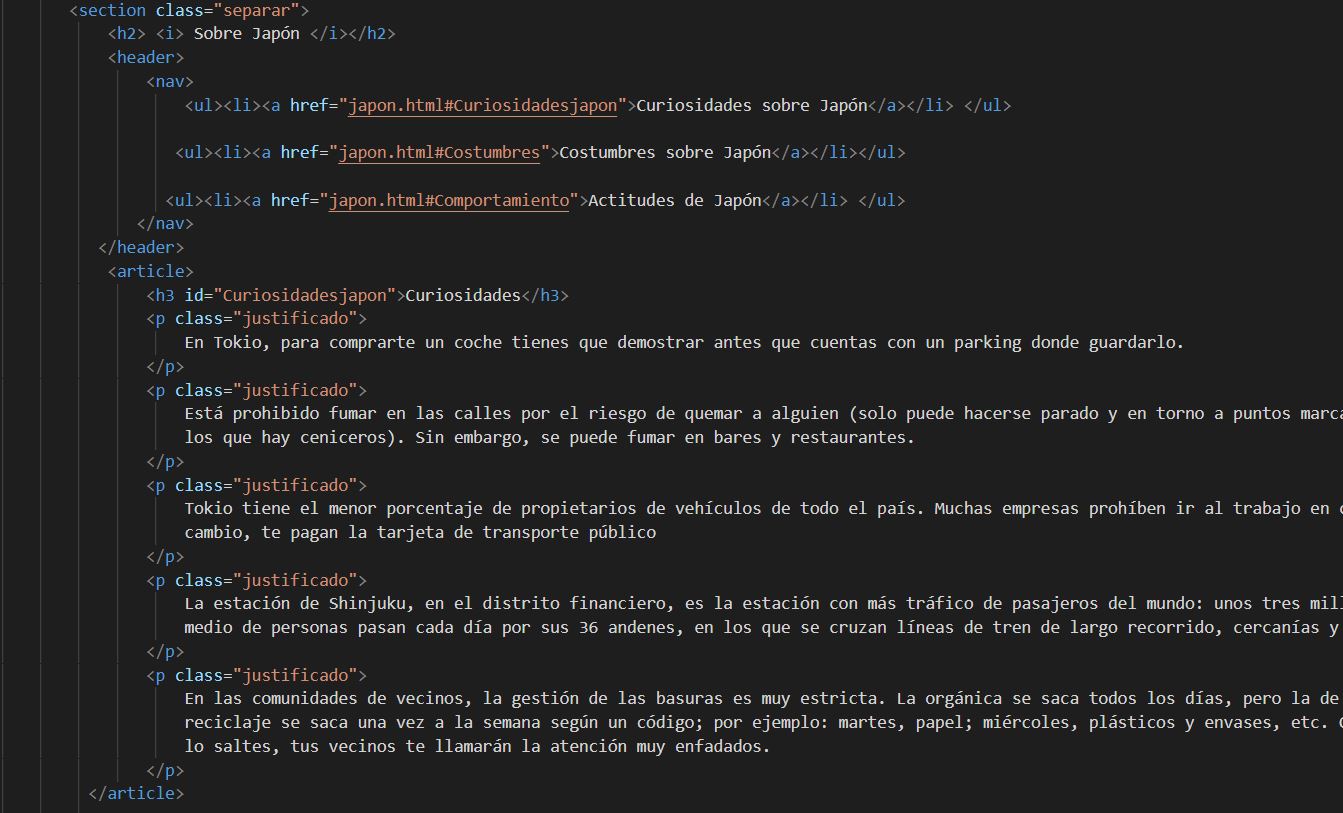 <section class="separar">
<h2> <i> Sobre Japón </i></h2>
<header>
<nav>
<ul><li><a href="japon.html#Curiosidadesjapon">Curiosidades sobre Japón</a></li> </ul>
<ul><li><a href="japon.html#Costumbres">Costumbres sobre Japón</a></li></ul>
<ul><li><a href="japon.html#Comportamiento">Actitudes de Japón</a></li> </ul>
</nav>
</header>
<article>
<h3 id="Curiosidadesjapon">Curiosidades</h3>
<p class="justificado">
En Tokio, para comprarte un coche tienes que demostrar antes que cuentas con un parking donde guardarlo.
</p>
<p class="justificado">
Está prohibido fumar en las calles por el riesgo de quemar a alguien (solo puede hacerse parado y en torno a puntos
los que hay ceniceros). Sin embargo, se puede fumar en bares y restaurantes.
</p>
<p class="justificado">
Tokio tiene el menor porcentaje de propietarios de vehículos de todo el país. Muchas empresas prohíben ir al trabajo en
cambio, te pagan la tarjeta de transporte público
</p>
<p class="justificado">
La estación de Shinjuku, en el distrito financiero, es la estación con más tráfico de pasajeros del mundo: unos tres
medio de personas pasan cada día por sus 36 andenes, en los que se cruzan líneas de tren de largo recorrido, cercanías y
</p>
<p class="justificado">
En las comunidades de vecinos, la gestión de las basuras es muy estricta. La orgánica se saca todos los días, pero la de
reciclaje se saca una vez a la semana según un código; por ejemplo: martes, papel; miércoles, plásticos y envases, etc.
lo saltes, tus vecinos te llamarán la atención muy enfadados.
</p>
</article>